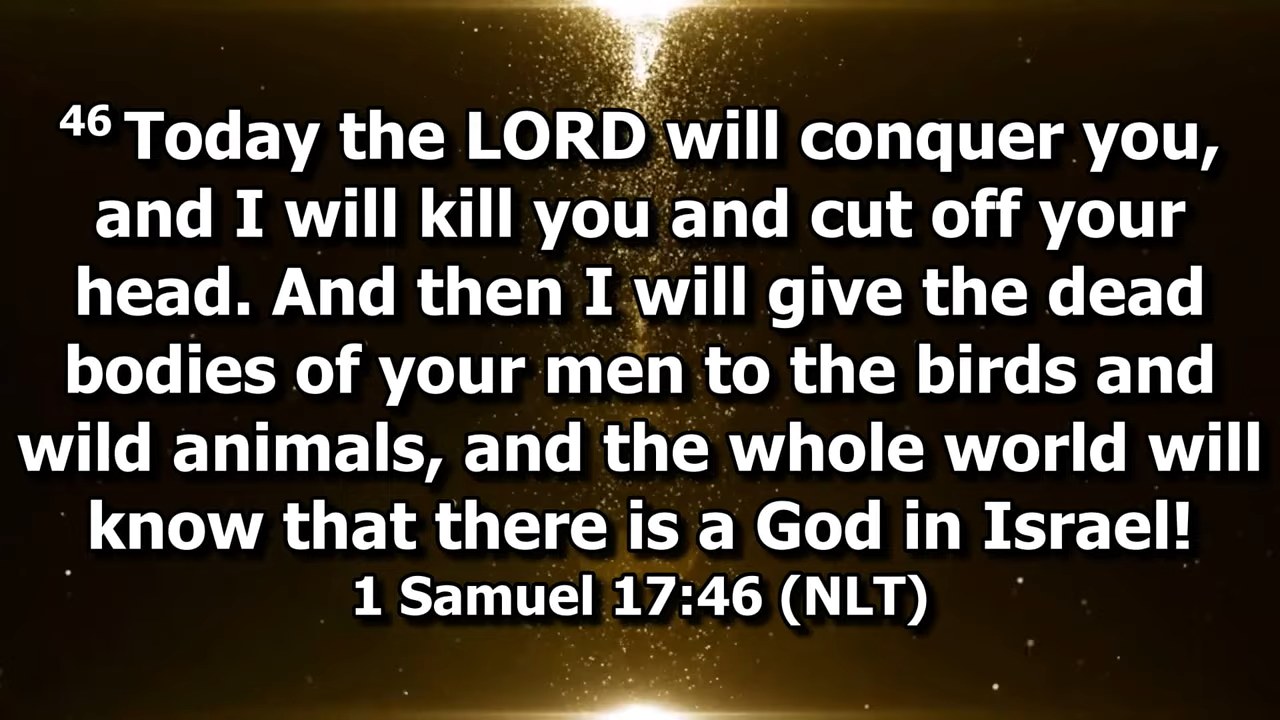 46 Today the LORD will conquer you,
and I will kill you and cut off your
head. And then I will give the dead
bodies of your men to the birds and
wild animals, and the whole world will
know that there is a God in Israel!
1 Samuel 17:46 (NLT)